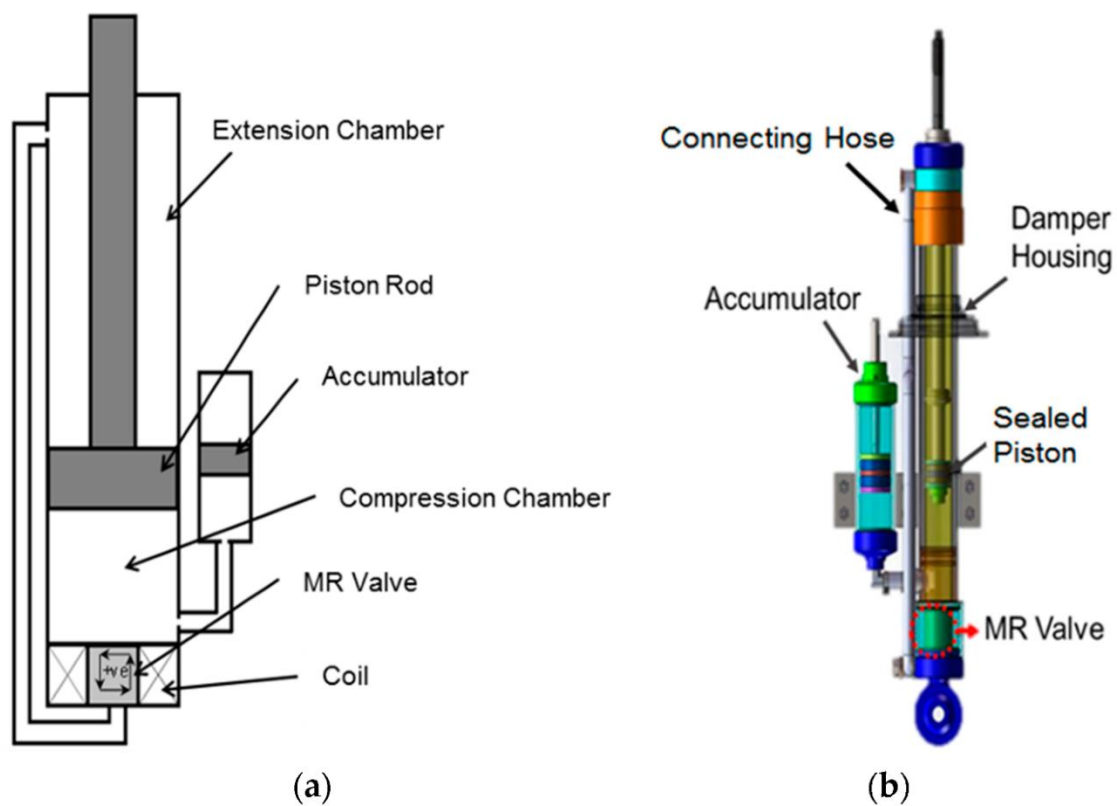 Extension Chamber
Piston Rod
Accumulator
Compression Chamber
MR Valve
+ve
Coil
(a)
Connecting Hose
Damper
Housing
Accumulator
Sealed
Piston
MR Valve
(b)